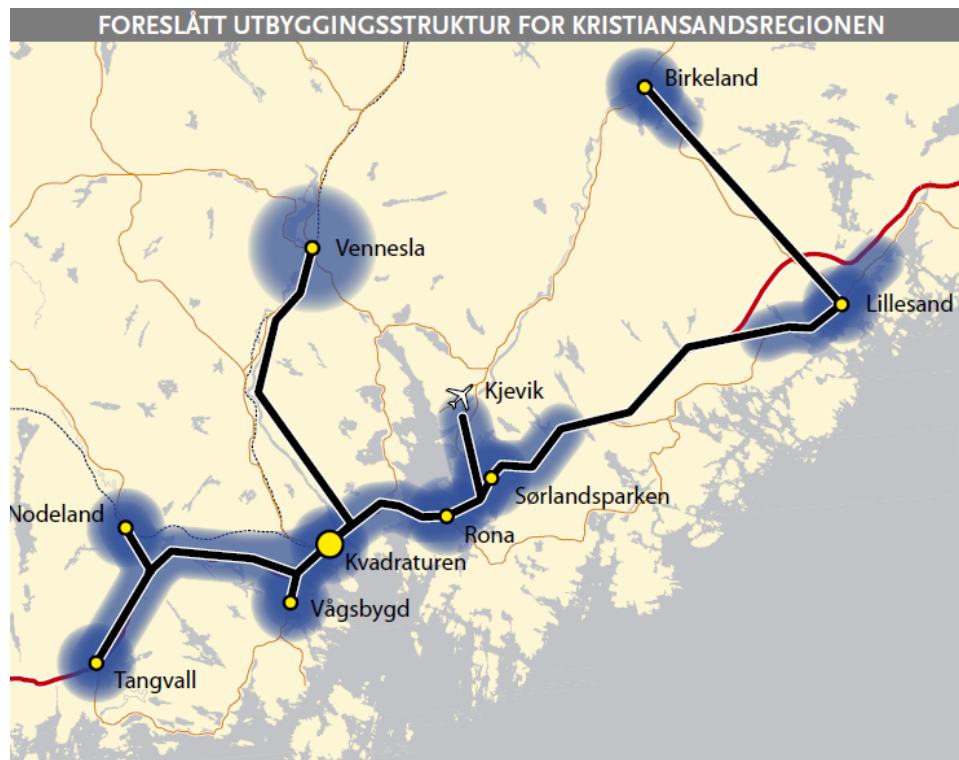 FORESLÅTT UTBYGGINGSSTRUKTUR FOR KRISTIANSANDSREGIONEN
Birkeland
Vennesla
Lillesand
Kjevik
Sørlandsparken
Nodeland
Rona
Kvadraturen
Vågsbygd
Tangvall